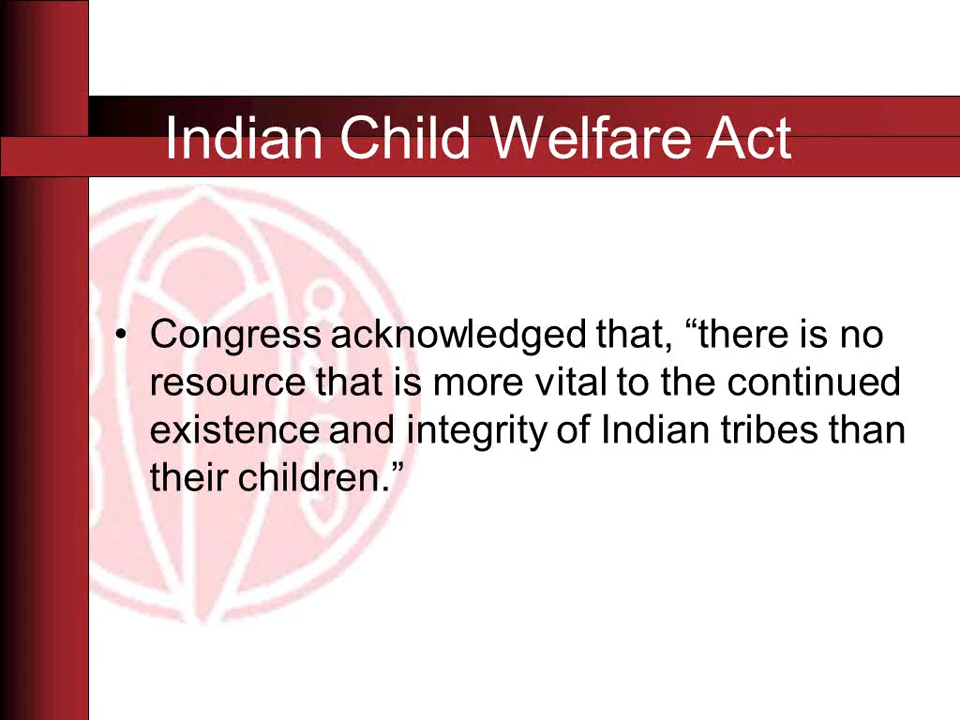 Indian Child Welfare Act
• Congress acknowledged that, “there is no
resource that is more vital to the continued
existence and integrity of Indian tribes than
their children.”